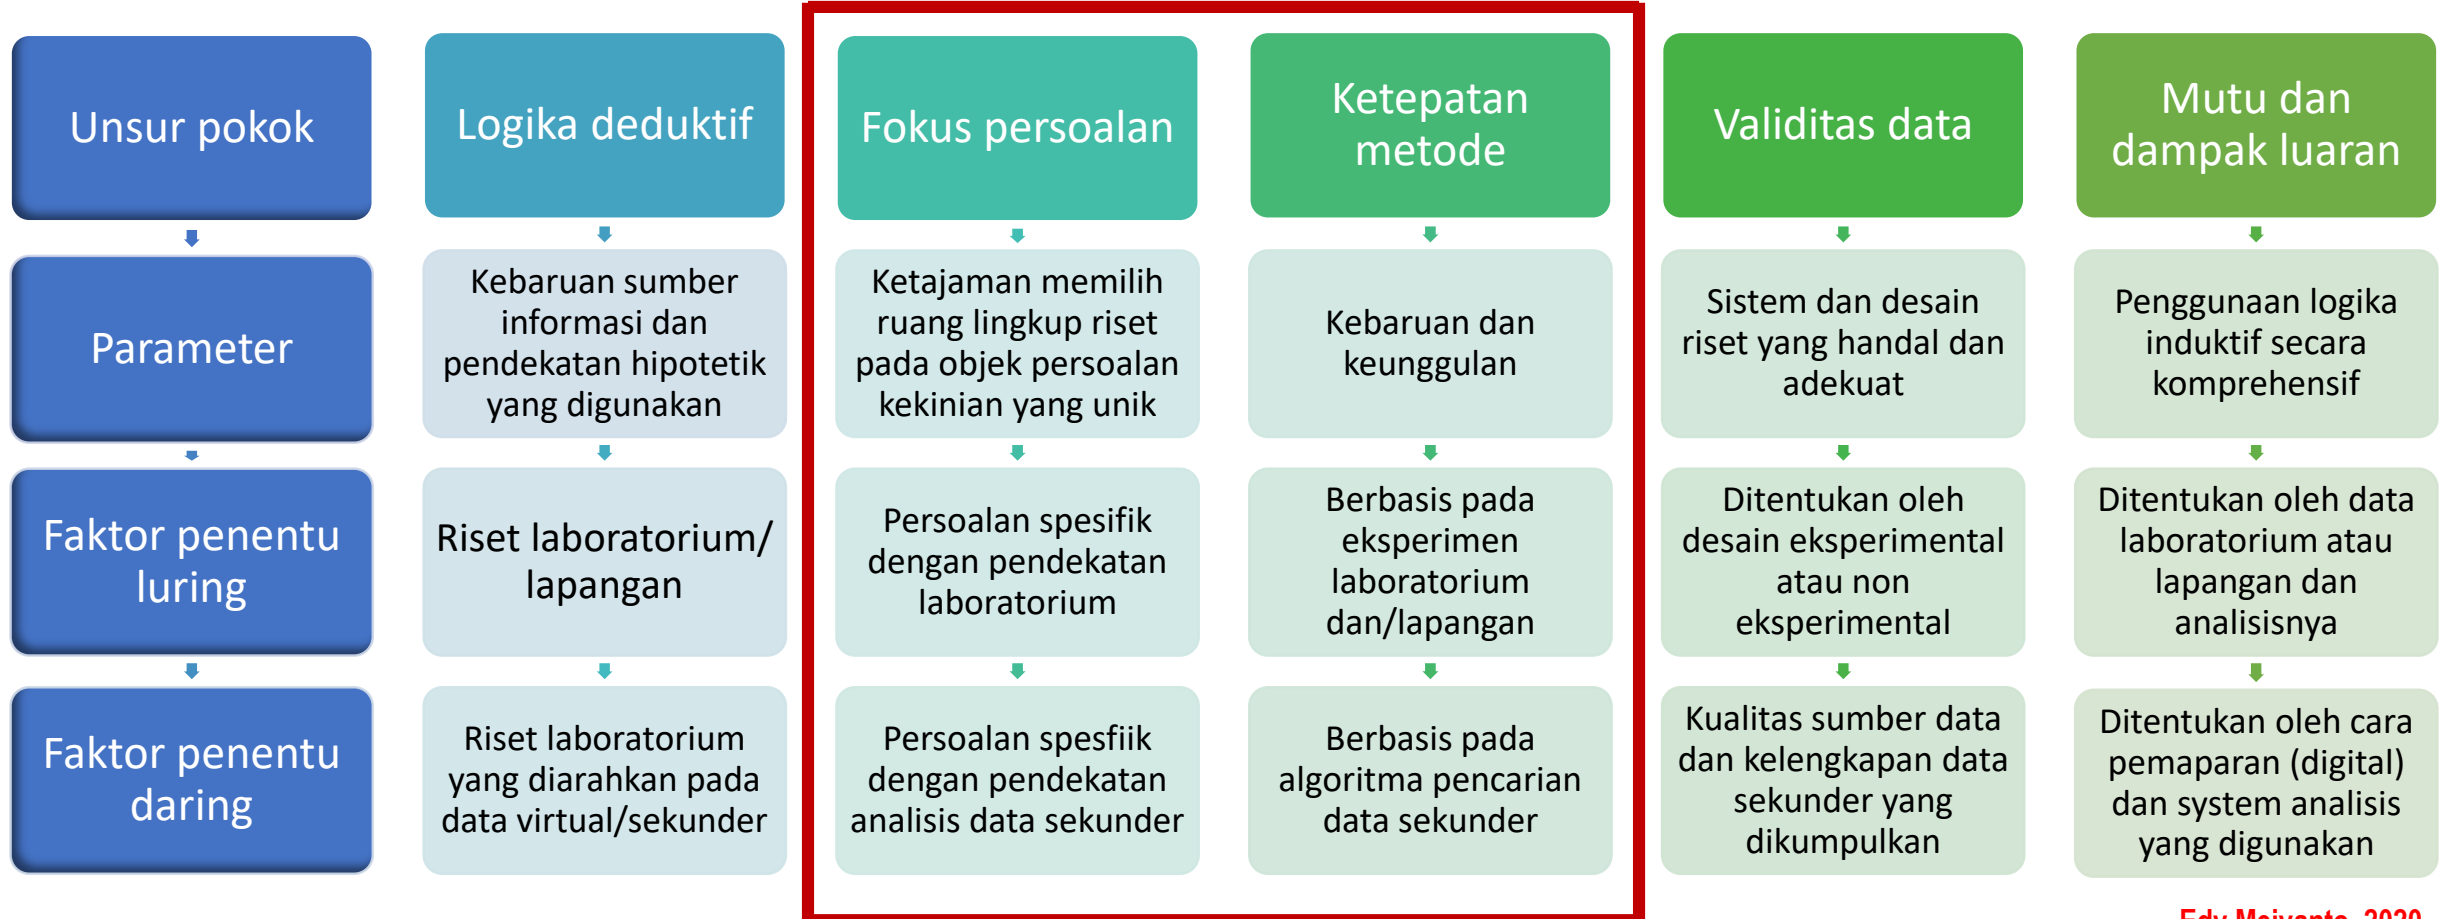 Unsur pokok
Parameter
Faktor penentu
luring
Faktor penentu
daring
Logika deduktif
Kebaruan sumber
informasi dan
pendekatan hipotetik
yang digunakan
Riset laboratorium/
lapangan
Riset laboratorium
yang diarahkan pada
data virtual/sekunder
Fokus persoalan
Ketajaman memilih
ruang lingkup riset
pada objek persoalan
kekinian yang unik
Persoalan spesifik
dengan pendekatan
laboratorium
Persoalan spesfiik
dengan pendekatan
analisis data sekunder
Ketepatan
metode
Kebaruan dan
keunggulan
Berbasis pada
eksperimen
laboratorium
dan/lapangan
Berbasis pada
algoritma pencarian
data sekunder
Validitas data
Sistem dan desain
riset yang handal dan
adekuat
Ditentukan oleh
desain eksperimental
atau non
eksperimental
Kualitas sumber data
dan kelengkapan data
sekunder yang
dikumpulkan
Mutu dan
dampak luaran
Penggunaan logika
induktif secara
komprehensif
Ditentukan oleh data
laboratorium atau
lapangan dan
analisisnya
Ditentukan oleh cara
pemaparan (digital)
dan system analisis
yang digunakan
Edy Meiyanto, 2020